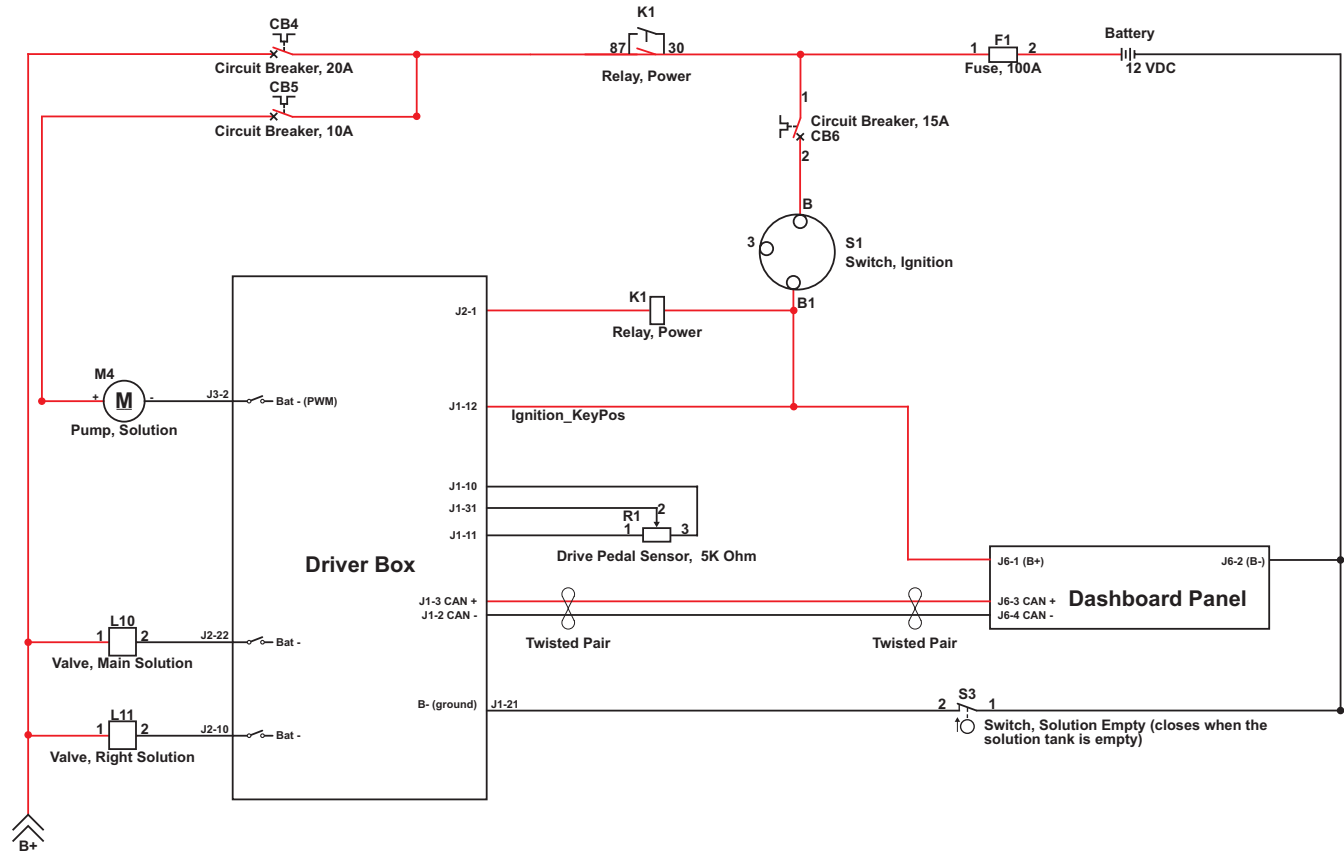 K1
CB4
87
30
1
F1
2
Battery
Circuit Breaker, 20A
Relay, Power
Fuse, 100A
12 VDC
CB5
1
Circuit Breaker, 15A
CB6
Circuit Breaker, 10A
2
B
3
S1
Switch, Ignition
B1
J2-1
K1
Relay, Power
M4
+
M
-
J3-2
Bat - (PWM)
Pump, Solution
J1-12
Ignition_KeyPos
J1-10
J1-31
2
R1
J1-11
1
3
Drive Pedal Sensor, 5K Ohm
Driver Box
J6-1 (B+)
J6-2 (B-)
J1-3 CAN +
J6-3 CAN +
Dashboard Panel
J1-2 CAN -
J6-4 CAN -
Twisted Pair
Twisted Pair
L10
1
2
J2-22
Bat -
Valve, Main Solution
B- (ground)
J1-21
2
S3
1
Switch, Solution Empty (closes when the
solution tank is empty)
L11
1
2
J2-10
Bat -
Valve, Right Solution
B+